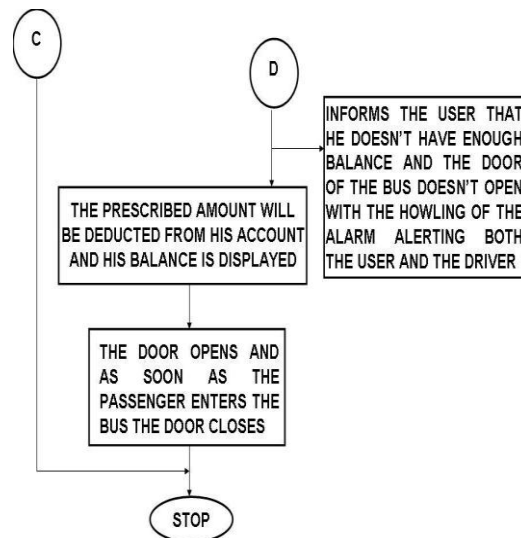 C
D
INFORMS THE USER THAT
HE DOESN'T HAVE ENOUGH
BALANCE AND THE DOOR
OF THE BUS DOESN'T OPEN
WITH THE HOWLING OF THE
ALARM ALERTING BOTH
THE USER AND THE DRIVER
THE PRESCRIBED AMOUNT WILL
BE DEDUCTED FROM HIS ACCOUNT
AND HIS BALANCE IS DISPLAYED
THE DOOR OPENS AND
AS SOON AS THE
PASSENGER ENTERS THE
BUS THE DOOR CLOSES
STOP